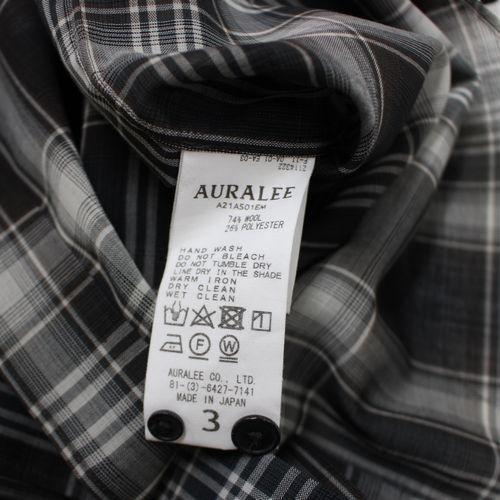 AURALEE
A21AS01EM
74% WOOL
26% POLYESTER
HAND WASH
DO NOT BLEACH
DO NOT TUMBLE DRY
LINE DRY IN THE SHADE
WARM IRON
DRY CLEAN
WET CLEAN
F W
AURALEE CO., LTD.
81-(3)-6427-7141
MADE IN JAPAN
3
2114322